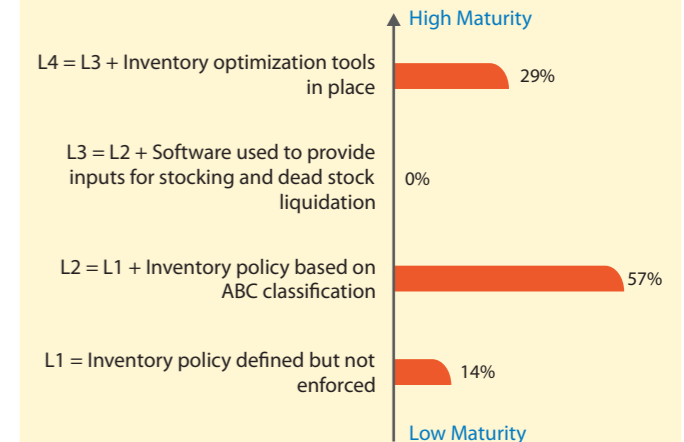 High Maturity
L4 = L3 + Inventory optimization tools
in place
29%
L3 = L2 + Software used to provide
inputs for stocking and dead stock
liquidation
0%
L2 = L1 + Inventory policy based on
ABC classification
57%
L1 = Inventory policy defined but not
enforced
14%
Low Maturity